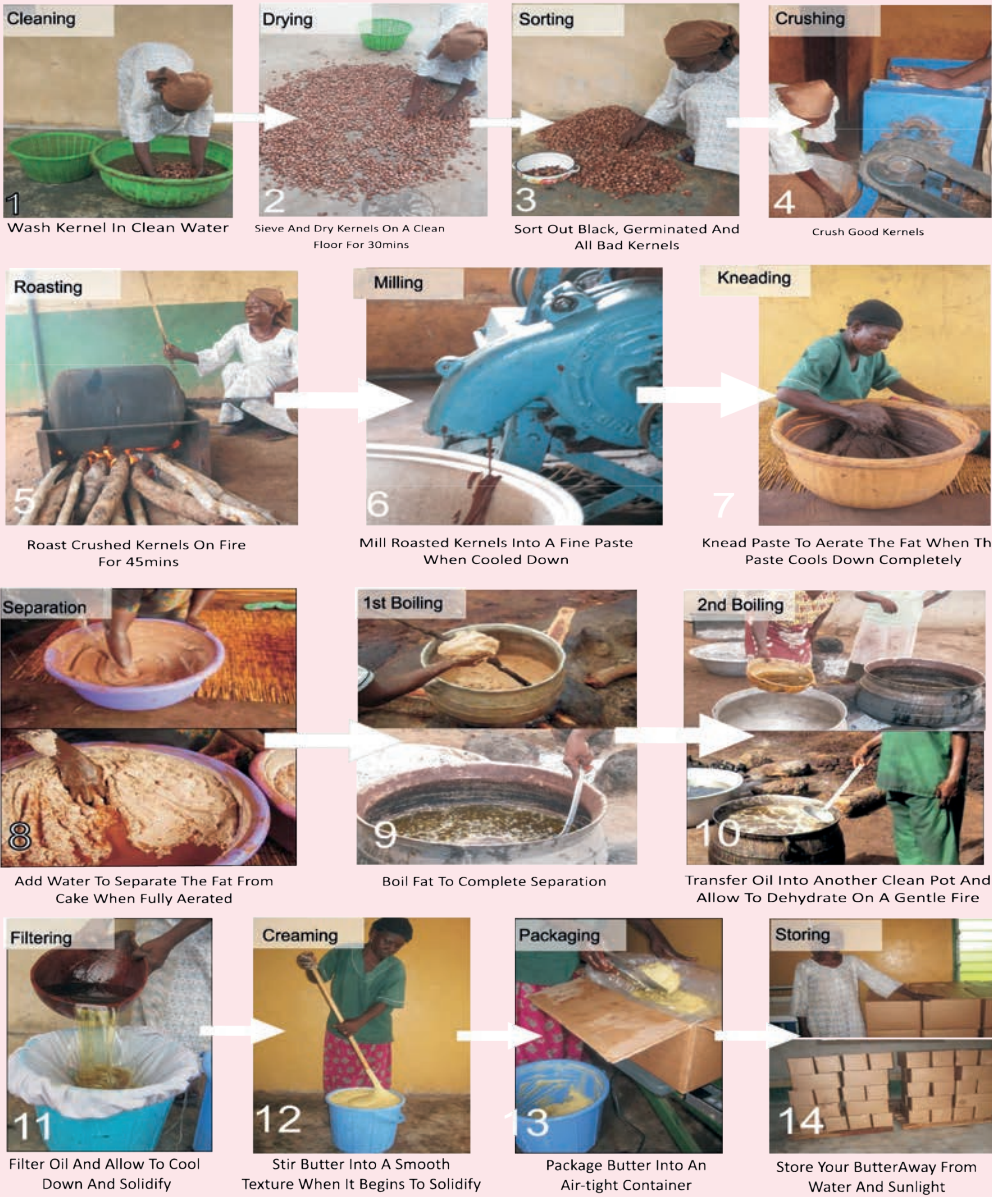 Cleaning
1
Wash Kernel In Clean Water
Drying
2
Sieve And Dry Kernels On A Clean
Floor For 30mins
Sorting
3
Sort Out Black, Germinated And
All Bad Kernels
Crushing
4
Crush Good Kernels
Roasting
5
Roast Crushed Kernels On Fire
For 45mins
Milling
6
Mill Roasted Kernels Into A Fine Paste
When Cooled Down
Kneading
7
Knead Paste To Aerate The Fat When Th
Paste Cools Down Completely
Separation
8
Add Water To Separate The Fat From
Cake When Fully Aerated
1st Boiling
9
Boil Fat To Complete Separation
2nd Boiling
10
Transfer Oil Into Another Clean Pot And
Allow To Dehydrate On A Gentle Fire
Filtering
11
Filter Oil And Allow To Cool
Down And Solidify
Creaming
12
Stir Butter Into A Smooth
Texture When It Begins To Solidify
Packaging
13
Package Butter Into An
Air-tight Container
Storing
14
Store Your ButterAway From
Water And Sunlight